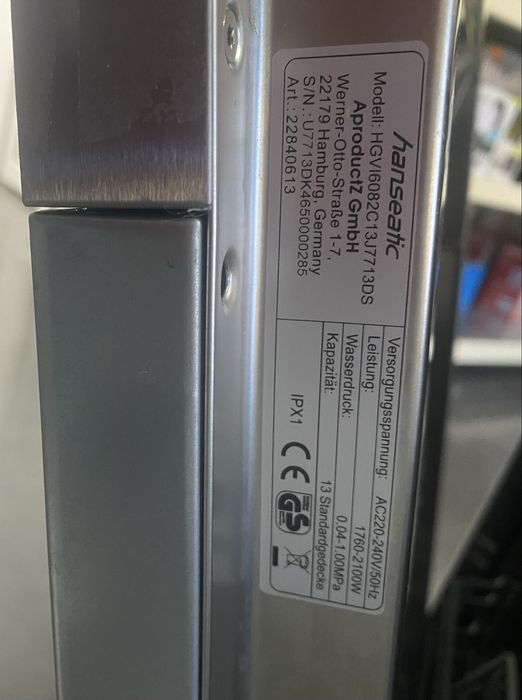 hanseatic
Modell: HGVI6082C13J7713DS
AproductZ GmbH
Werner-Otto-Straße 1-7,
22179 Hamburg, Germany
S/N.: U7713DK4650000285
Art.: 22840613
Versorgungsspannung: AC220-240V/50Hz
Leistung: 1760-2100W
Wasserdruck: 0.04-1.00MPa
Kapazität: 13 Standardgedecke
IPX1 CE GS